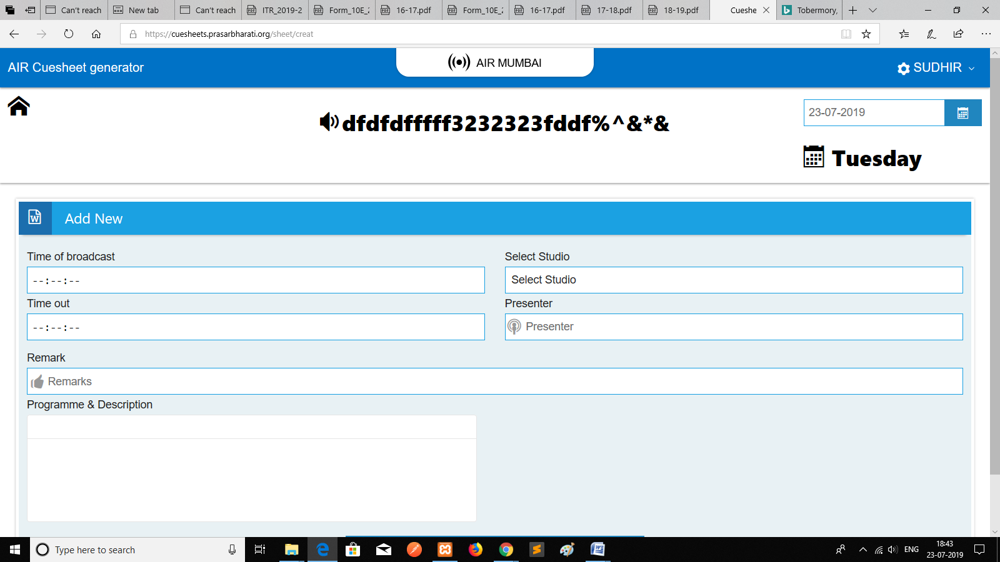 Can't reach
New tab
Can't reach
ITR_2019-2
Form_10E_2
16-17.pdf
Form_10E_2
16-17.pdf
17-18.pdf
18-19.pdf
Cueshe
Tobermory,
https://cuesheets.prasarbharati.org/sheet/creat
AIR Cuesheet generator
AIR MUMBAI
SUDHIR
dfdfdfffff3232323fddf%^&*&
23-07-2019
Tuesday
Add New
Time of broadcast
Select Studio
--:--:--
Select Studio
Time out
Presenter
--:--:--
Presenter
Remark
Remarks
Programme & Description
Type here to search
ENG
18:43
23-07-2019